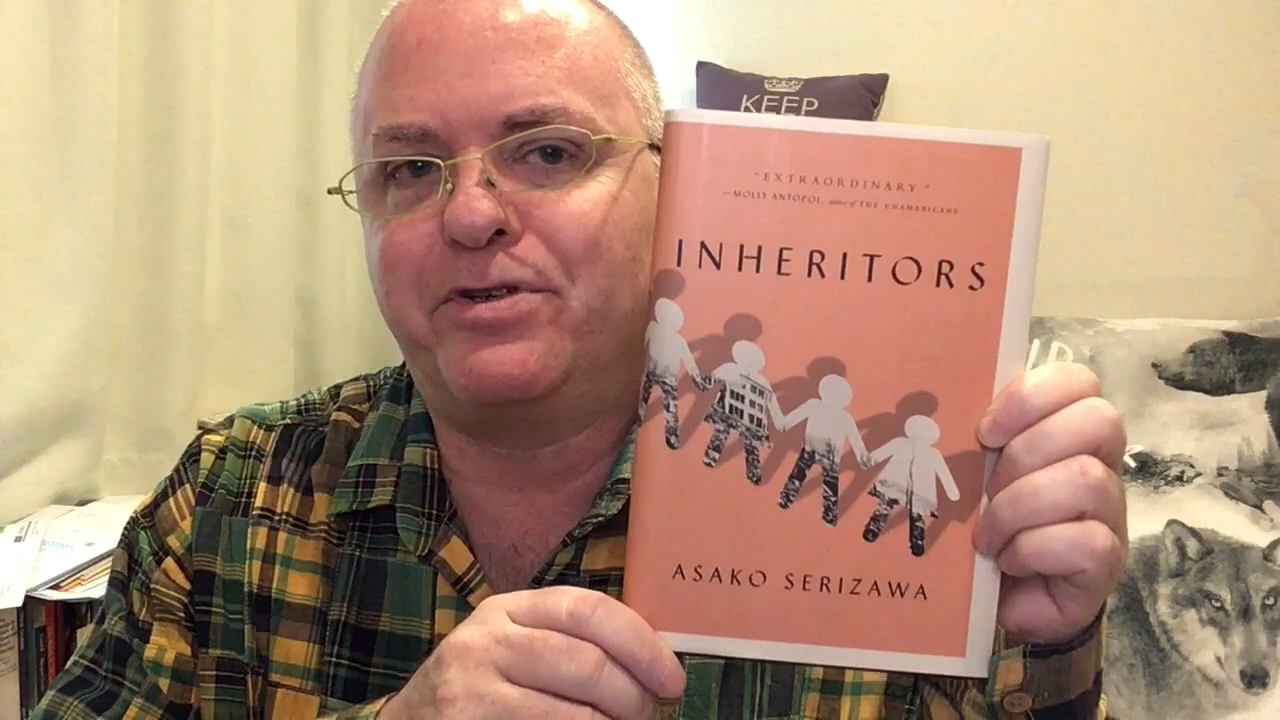 KEEP
"EXTRAORDINARY"
—MOLLY ANTOPOL, author of THE UNAMERICANS
INHERITORS
ASAKO SERIZAWA